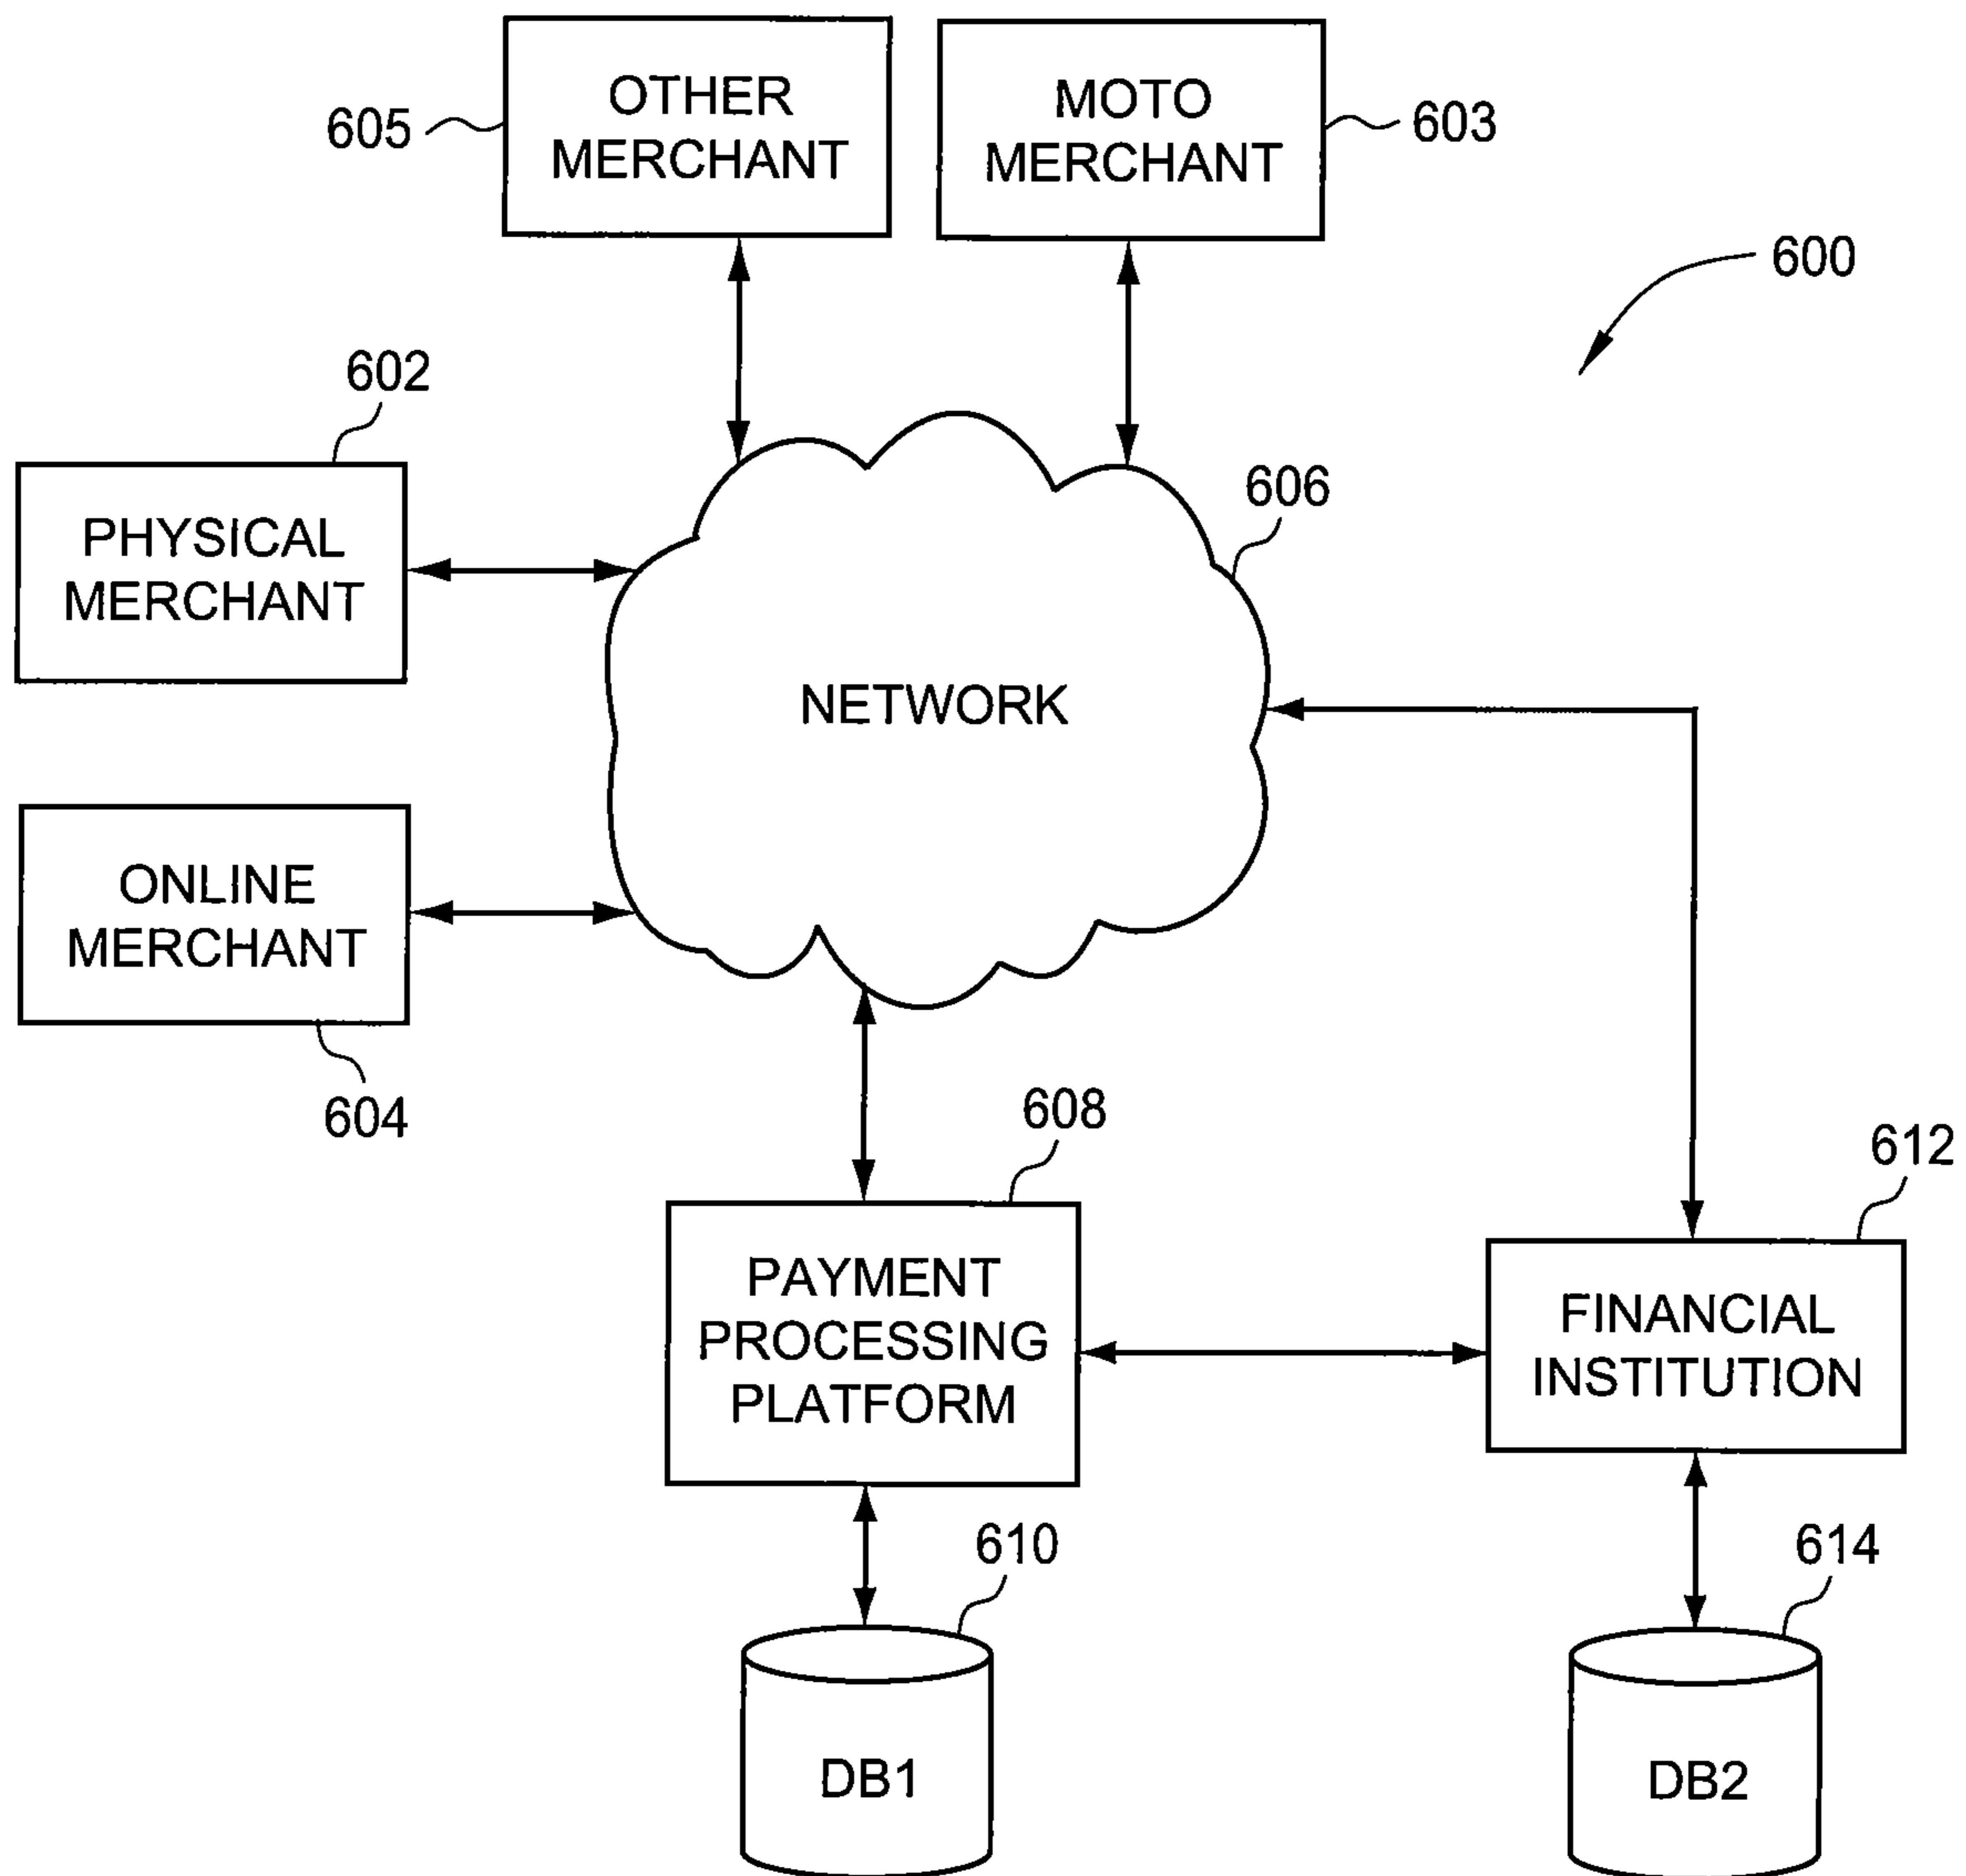 OTHER
MERCHANT
605
MOTO
MERCHANT
603
600
602
PHYSICAL
MERCHANT
606
NETWORK
ONLINE
MERCHANT
604
608
612
PAYMENT
PROCESSING
PLATFORM
FINANCIAL
INSTITUTION
610
614
DB1
DB2